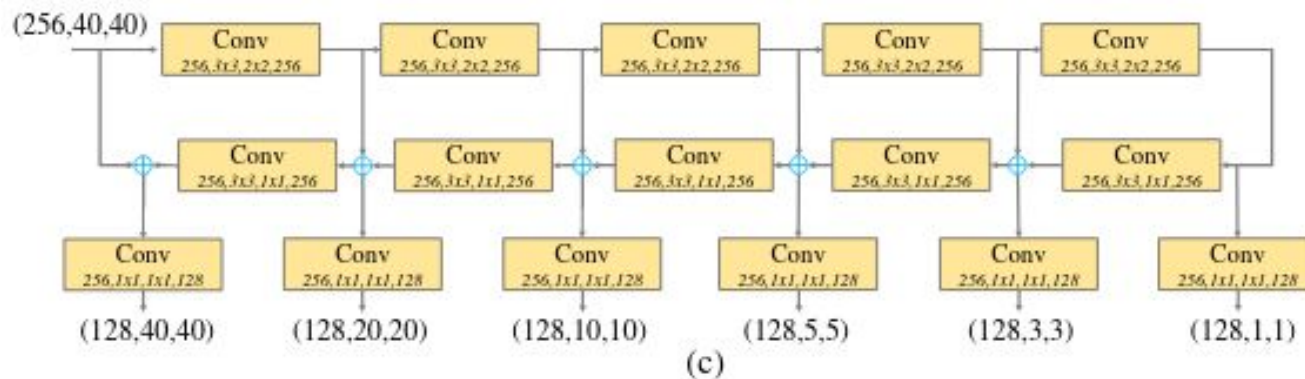 (256,40,40)
Conv
256,3x3,2x2,256
Conv
256,3x3,2x2,256
Conv
256,3x3,2x2,256
Conv
256,3x3,2x2,256
Conv
256,3x3,2x2,256
Conv
256,3x3,1x1,256
Conv
256,3x3,1x1,256
Conv
256,3x3,1x1,256
Conv
256,3x3,1x1,256
Conv
256,3x3,1x1,256
Conv
256,1x1,1x1,128
Conv
256,1x1,1x1,128
Conv
256,1x1,1x1,128
Conv
256,1x1,1x1,128
Conv
256,1x1,1x1,128
Conv
256,1x1,1x1,128
(128,40,40)
(128,20,20)
(128,10,10)
(128,5,5)
(128,3,3)
(128,1,1)
(c)